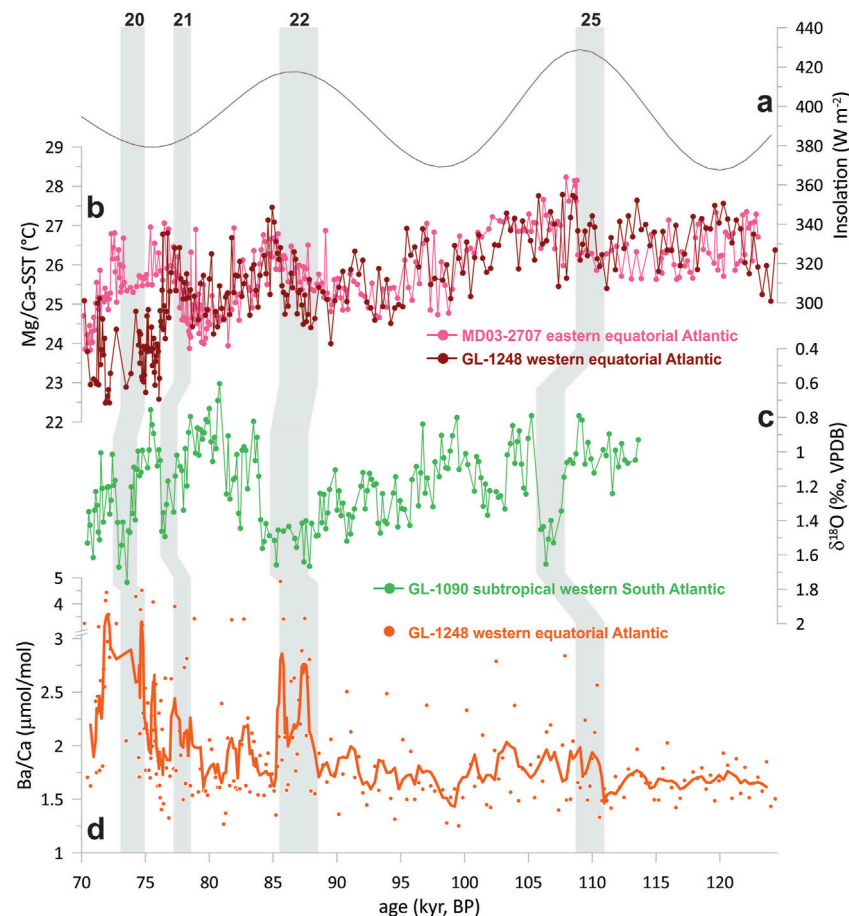 20 21 22 25
440
420
400
380
360
340
320
300
Insolation (W m⁻²)
a
29
28
27
26
25
24
23
22
Mg/Ca-SST (°C)
b
MD03-2707 eastern equatorial Atlantic
GL-1248 western equatorial Atlantic
0.4
0.6
0.8
1
1.2
1.4
1.6
1.8
2
δ¹⁸O (‰, VPDB)
c
GL-1090 subtropical western South Atlantic
GL-1248 western equatorial Atlantic
5
4
3
2.5
2
1.5
1
Ba/Ca (μmol/mol)
d
70 75 80 85 90 95 100 105 110 115 120
age (kyr, BP)